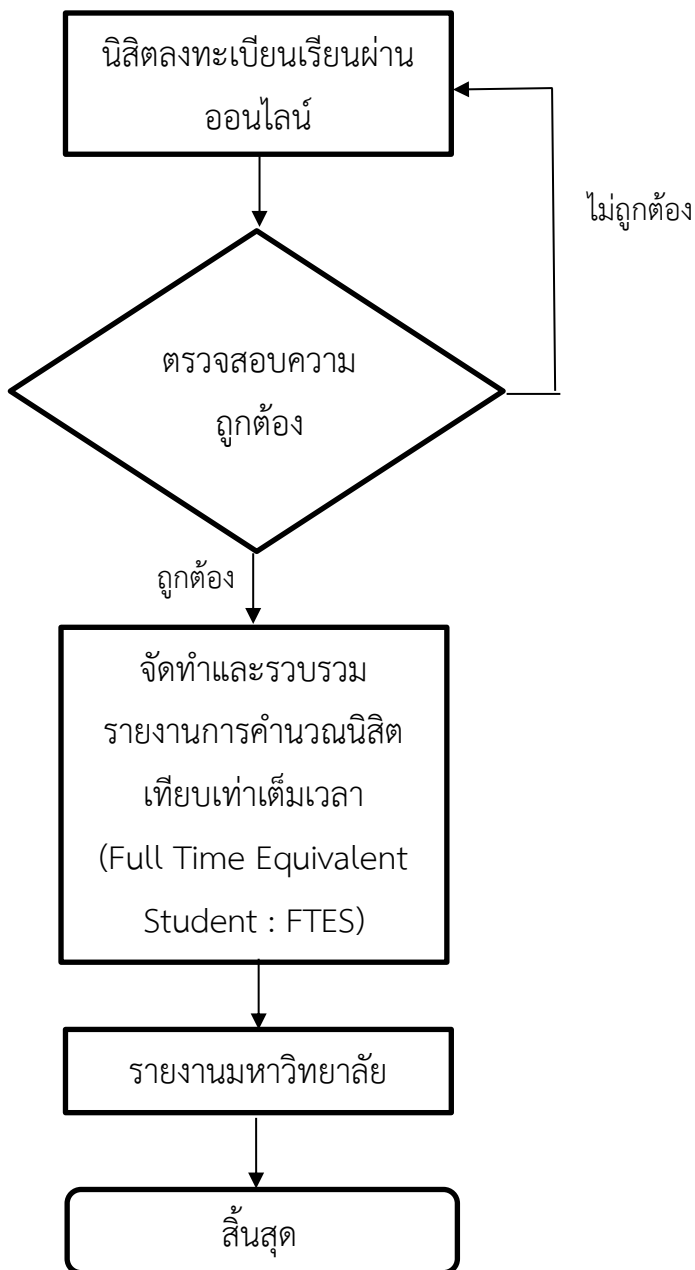 นิสิตลงทะเบียนเรียนผ่าน
ออนไลน์
ไม่ถูกต้อง
ตรวจสอบความ
ถูกต้อง
ถูกต้อง
จัดทำและรวบรวม
รายงานการคำนวณนิสิต
เทียบเท่าเต็มเวลา
(Full Time Equivalent
Student : FTES)
รายงานมหาวิทยาลัย
สิ้นสุด